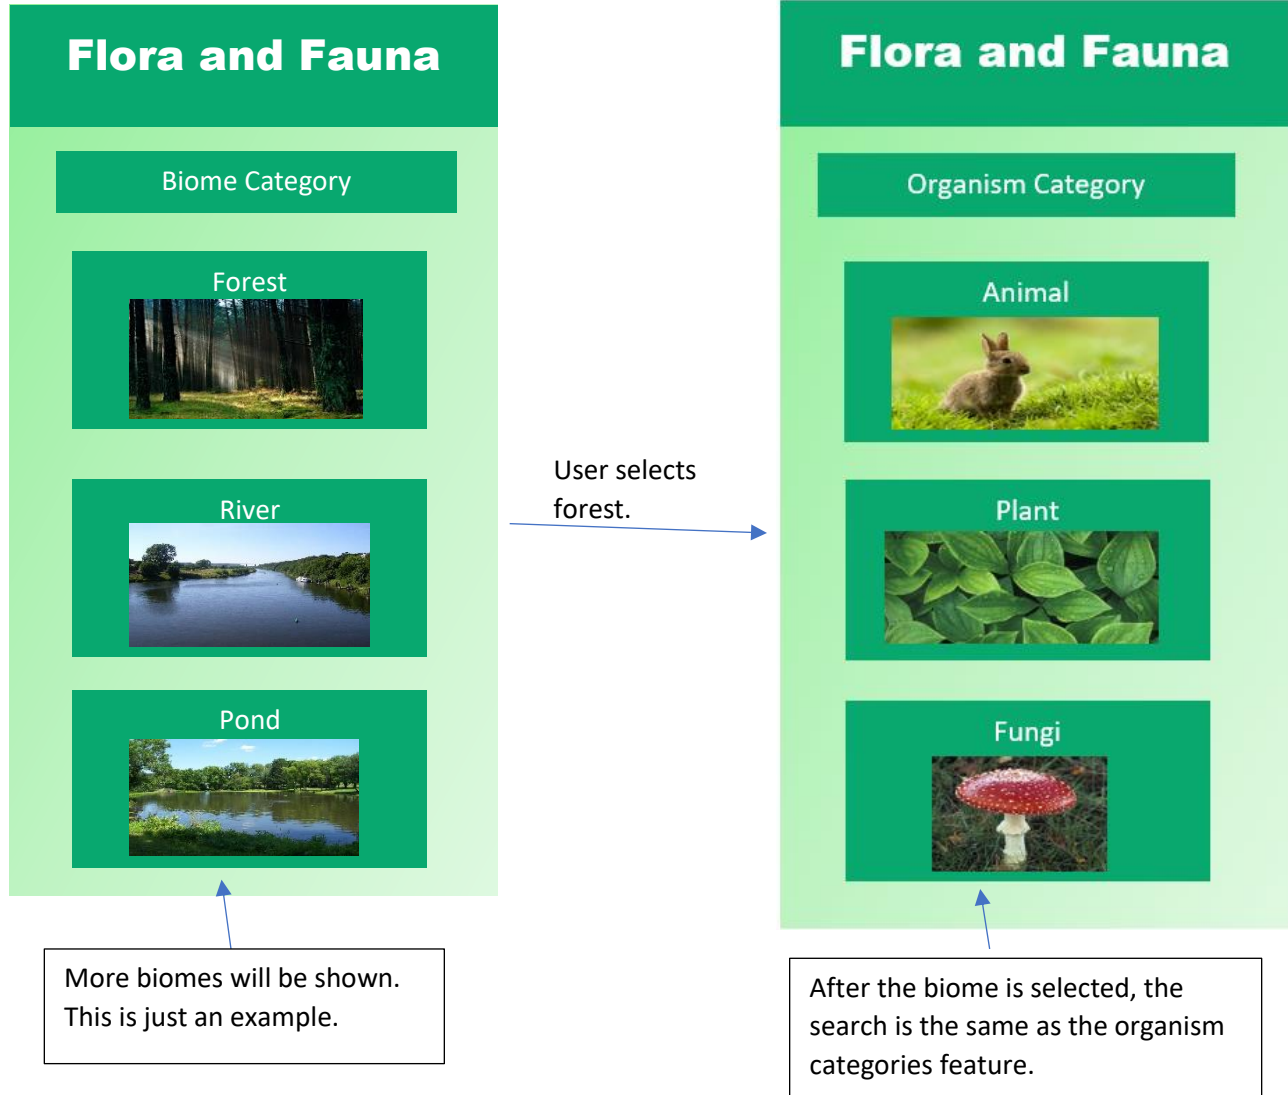 Flora and Fauna
Biome Category
Forest
River
Pond
More biomes will be shown.
This is just an example.
User selects
forest.
Flora and Fauna
Organism Category
Animal
Plant
Fungi
After the biome is selected, the
search is the same as the organism
categories feature.